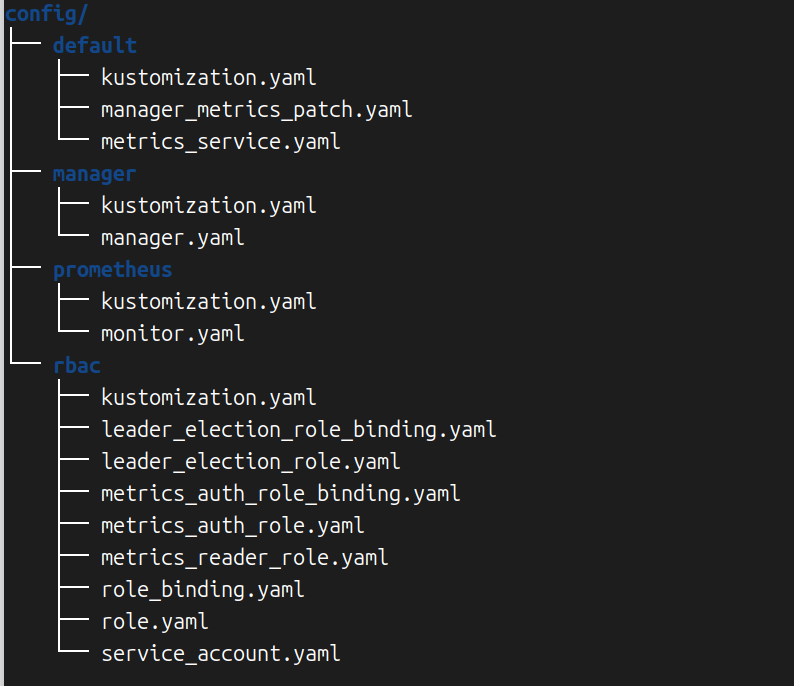 config/
default
kustomization.yaml
manager_metrics_patch.yaml
metrics_service.yaml
manager
kustomization.yaml
manager.yaml
prometheus
kustomization.yaml
monitor.yaml
rbac
kustomization.yaml
leader_election_role_binding.yaml
leader_election_role.yaml
metrics_auth_role_binding.yaml
metrics_auth_role.yaml
metrics_reader_role.yaml
role_binding.yaml
role.yaml
service_account.yaml